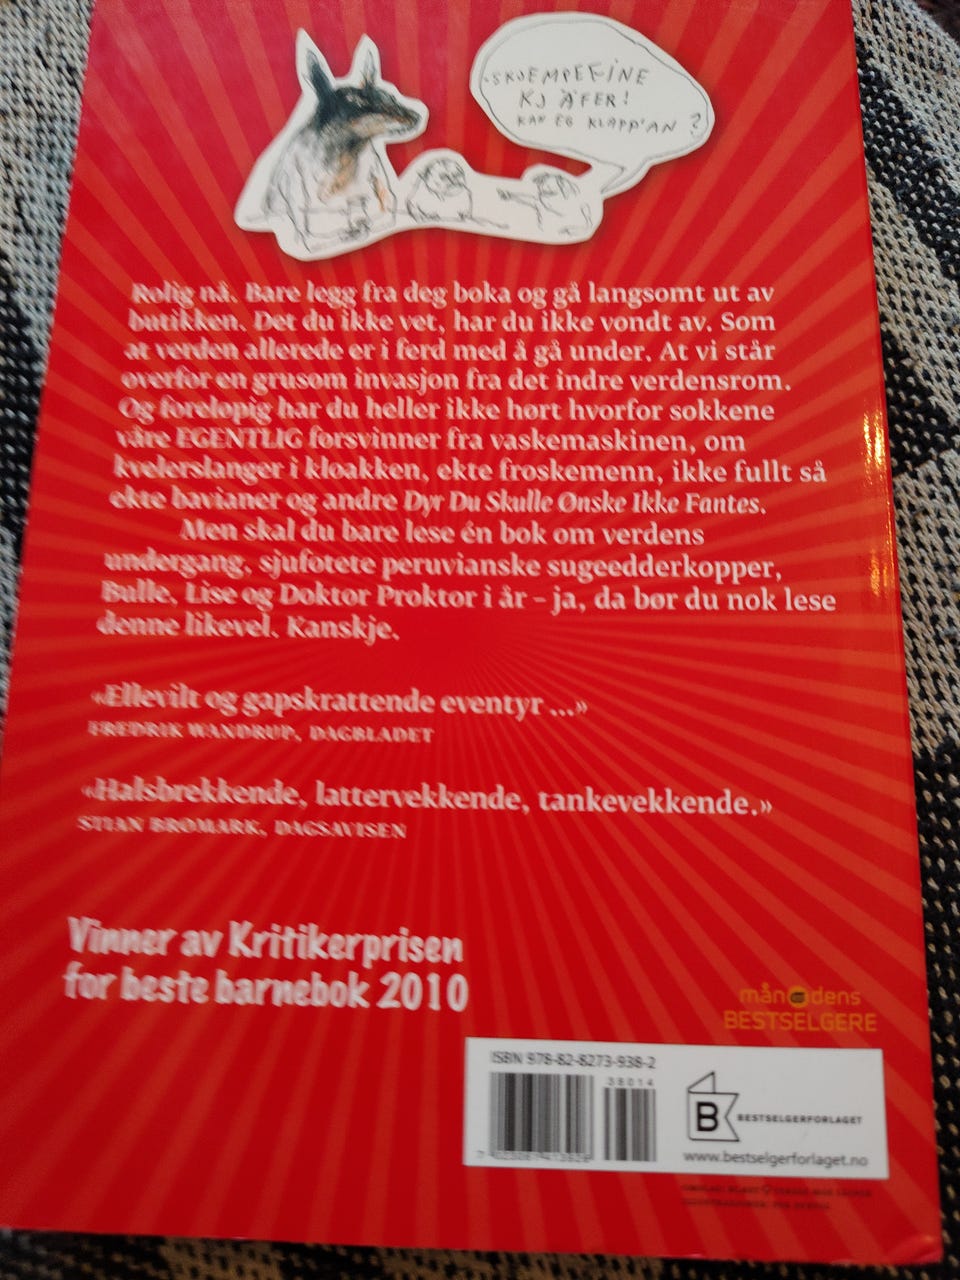 SKJEMPEFINE
KJÆFER!
KAN EG KLAPP'AN?
Rolig nå. Bare legg fra deg boka og gå langsomt ut av
butikken. Det du ikke vet, har du ikke vondt av. Som
at verden allerede er i ferd med å gå under. At vi står
overfor en grusom invasjon fra det indre verdensrom.
Og foreløpig har du heller ikke hørt hvorfor sokkene
våre EGENTLIG forsvinner fra vaskemaskinen, om
kvelerslanger i kloakken, ekte froskemenn, ikke fullt så
ekte bavianer og andre Dyr Du Skulle Ønske Ikke Fantes.
Men skal du bare lese én bok om verdens
undergang, sjufotete peruvianske sugeedderkopper,
Bulle, Lise og Doktor Proktor i år – ja, da bør du nok lese
denne likevel. Kanskje.
«Ellevilt og gapskrattende eventyr ...»
FREDRIK WANDRUP, DAGBLADET
«Halsbrekkende, lattervekkende, tankevekkende.»
STIAN BROMARK, DAGSAVISEN
Vinner av Kritikerprisen
for beste barnebok 2010
månedens
BESTSELGERE
ISBN 978-82-8273-938-2
38014
B BESTSELGERFORLAGET
www.bestselgerforlaget.no